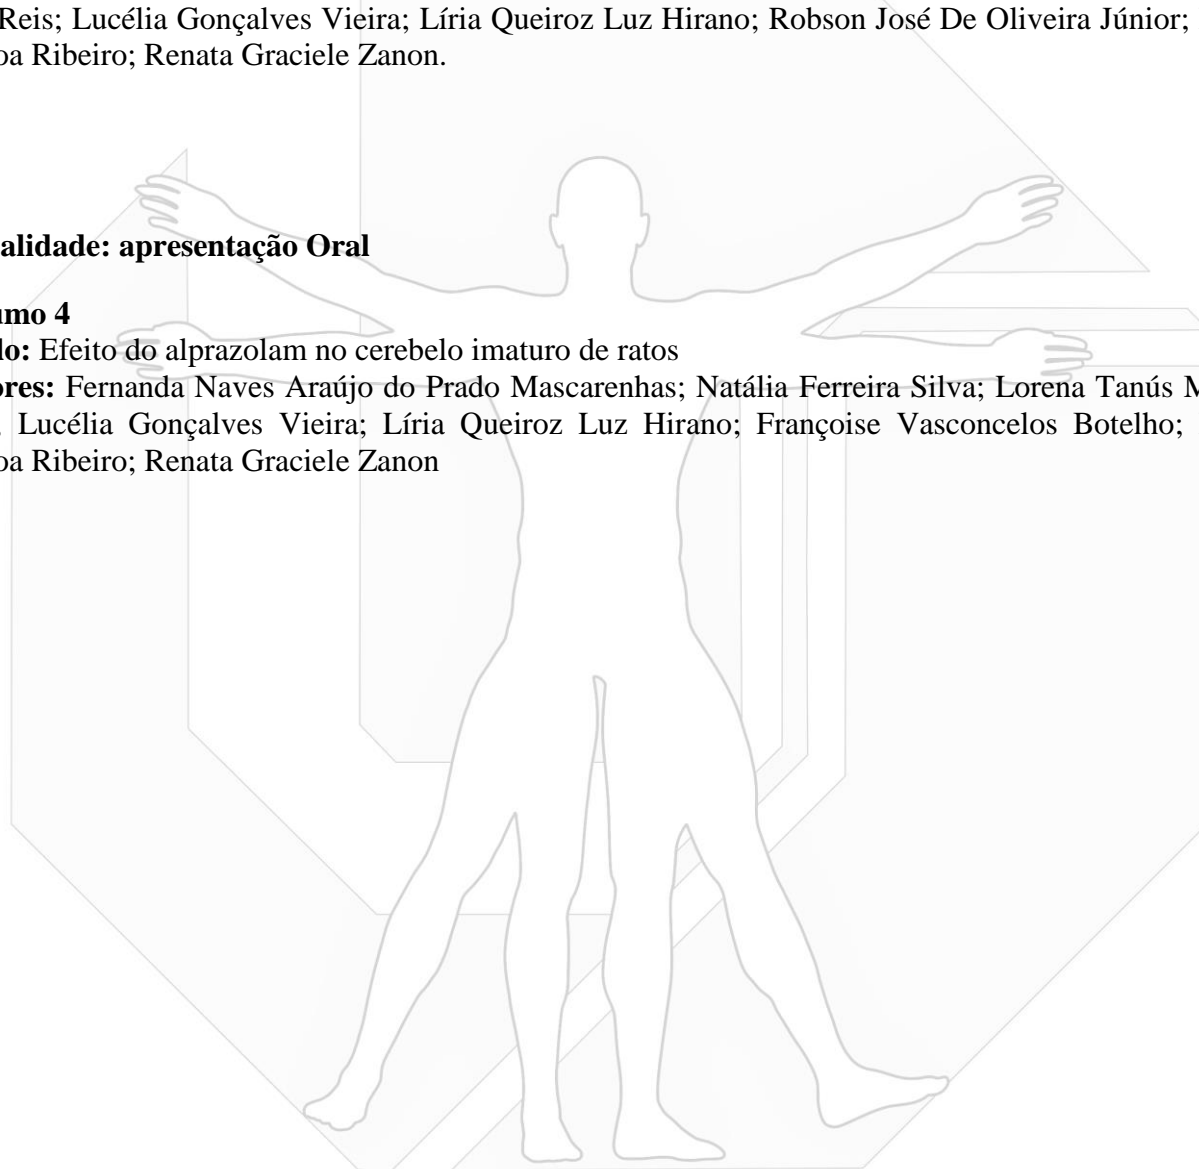 Reis; Lucélia Gonçalves Vieira; Líria Queiroz Luz Hirano; Robson José De Oliveira Júnior;
oa Ribeiro; Renata Graciele Zanon.
alidade: apresentação Oral
umo 4
lo: Efeito do alprazolam no cerebelo imaturo de ratos
ores: Fernanda Naves Araújo do Prado Mascarenhas; Natália Ferreira Silva; Lorena Tanús M
, Lucélia Gonçalves Vieira; Líria Queiroz Luz Hirano; Françoise Vasconcelos Botelho;
oa Ribeiro; Renata Graciele Zanon